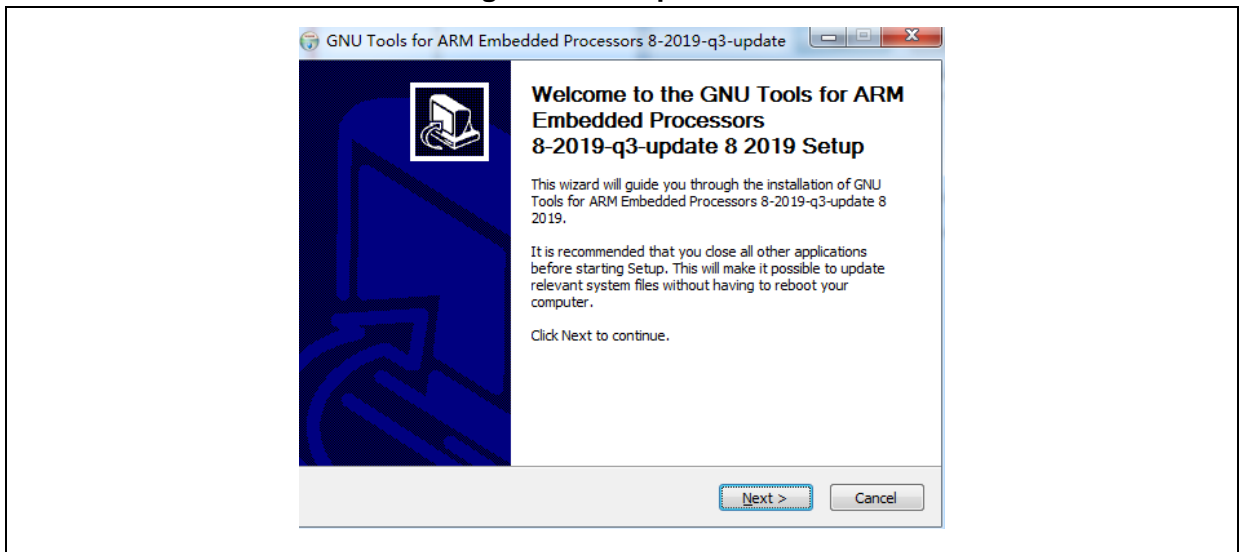 GNU Tools for ARM Embedded Processors 8-2019-q3-update
Welcome to the GNU Tools for ARM
Embedded Processors
8-2019-q3-update 8 2019 Setup
This wizard will guide you through the installation of GNU
Tools for ARM Embedded Processors 8-2019-q3-update 8
2019.
It is recommended that you close all other applications
before starting Setup. This will make it possible to update
relevant system files without having to reboot your
computer.
Click Next to continue.
Next >
Cancel